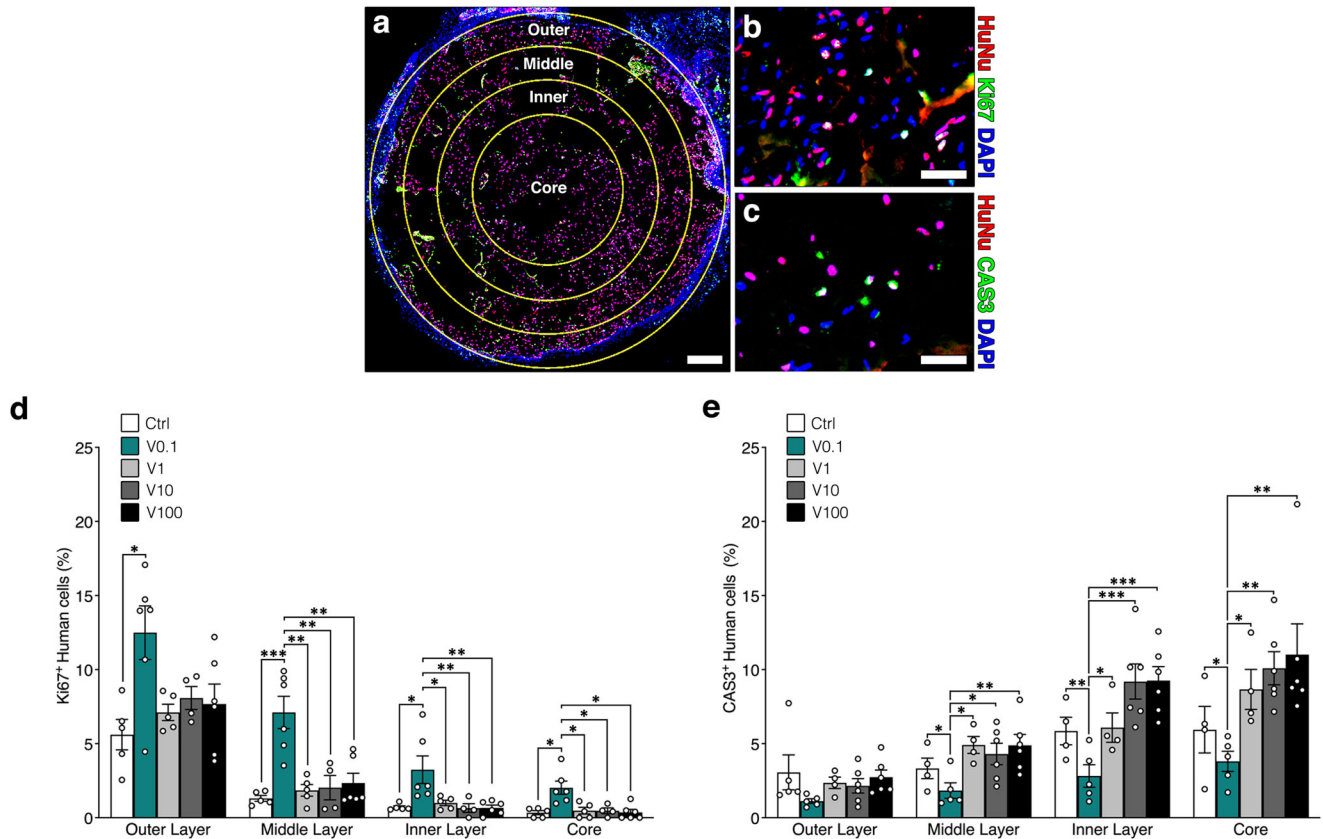 a
Outer
Middle
Inner
Core
b
HuNu Ki67 DAPI
c
HuNu CAS3 DAPI
d
Ctrl
V0.1
V1
V10
V100
Ki67+ Human cells (%)
25
20
15
10
5
0
*
***
**
**
**
*
*
**
**
*
*
*
*
Outer Layer
Middle Layer
Inner Layer
Core
e
Ctrl
V0.1
V1
V10
V100
CAS3+ Human cells (%)
25
20
15
10
5
0
*
*
*
**
**
*
***
***
*
*
**
**
Outer Layer
Middle Layer
Inner Layer
Core